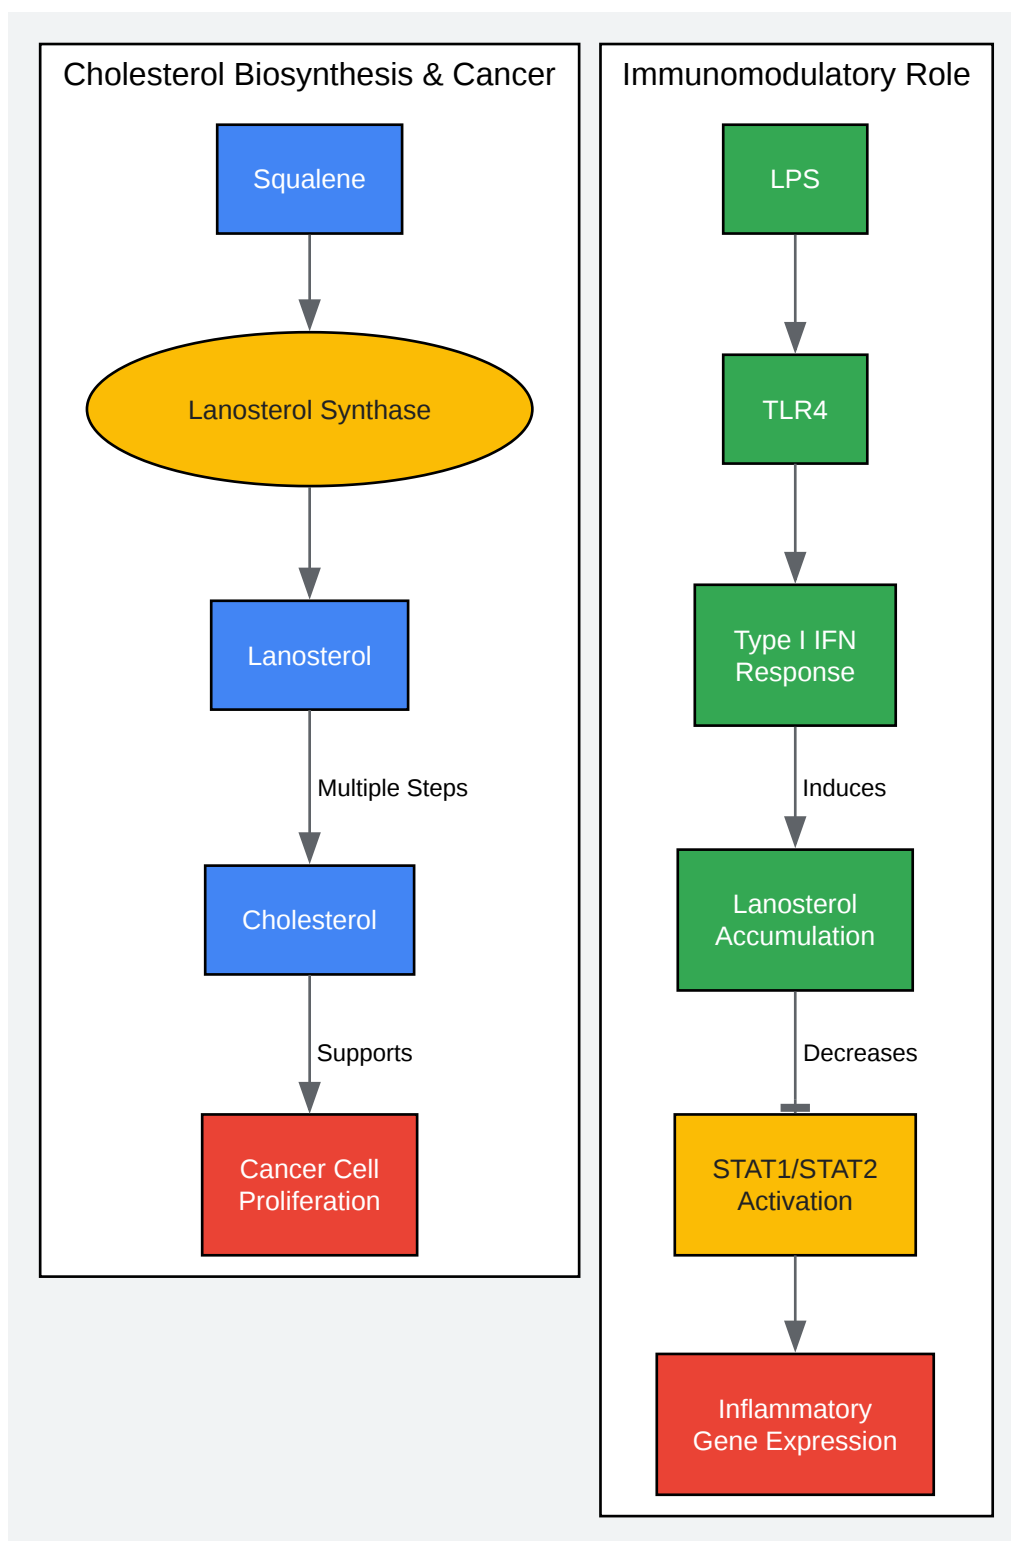 Cholesterol Biosynthesis & Cancer
Squalene
Lanosterol Synthase
Lanosterol
Multiple Steps
Cholesterol
Supports
Cancer Cell
Proliferation
Immunomodulatory Role
LPS
TLR4
Type I IFN
Response
Induces
Lanosterol
Accumulation
Decreases
STAT1/STAT2
Activation
Inflammatory
Gene Expression